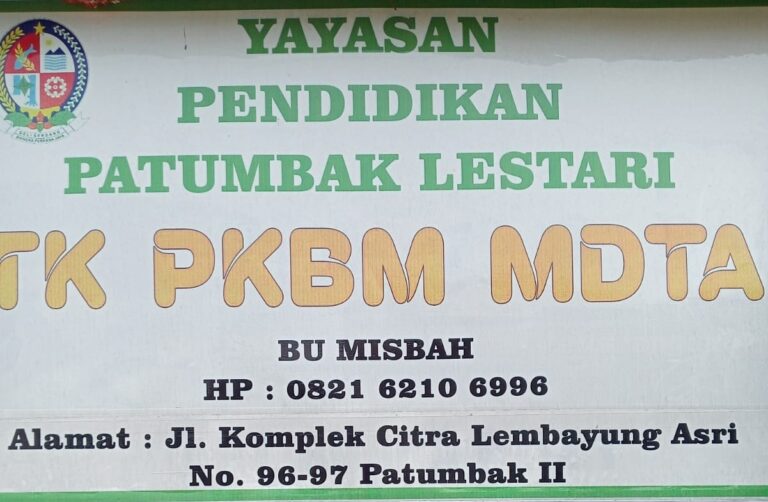 YAYASAN
PENDIDIKAN
PATUMBAK LESTARI
TK PKBM MDTA
BU MISBAH
HP : 0821 6210 6996
Alamat : Jl. Komplek Citra Lembayung Asri
No. 96-97 Patumbak II